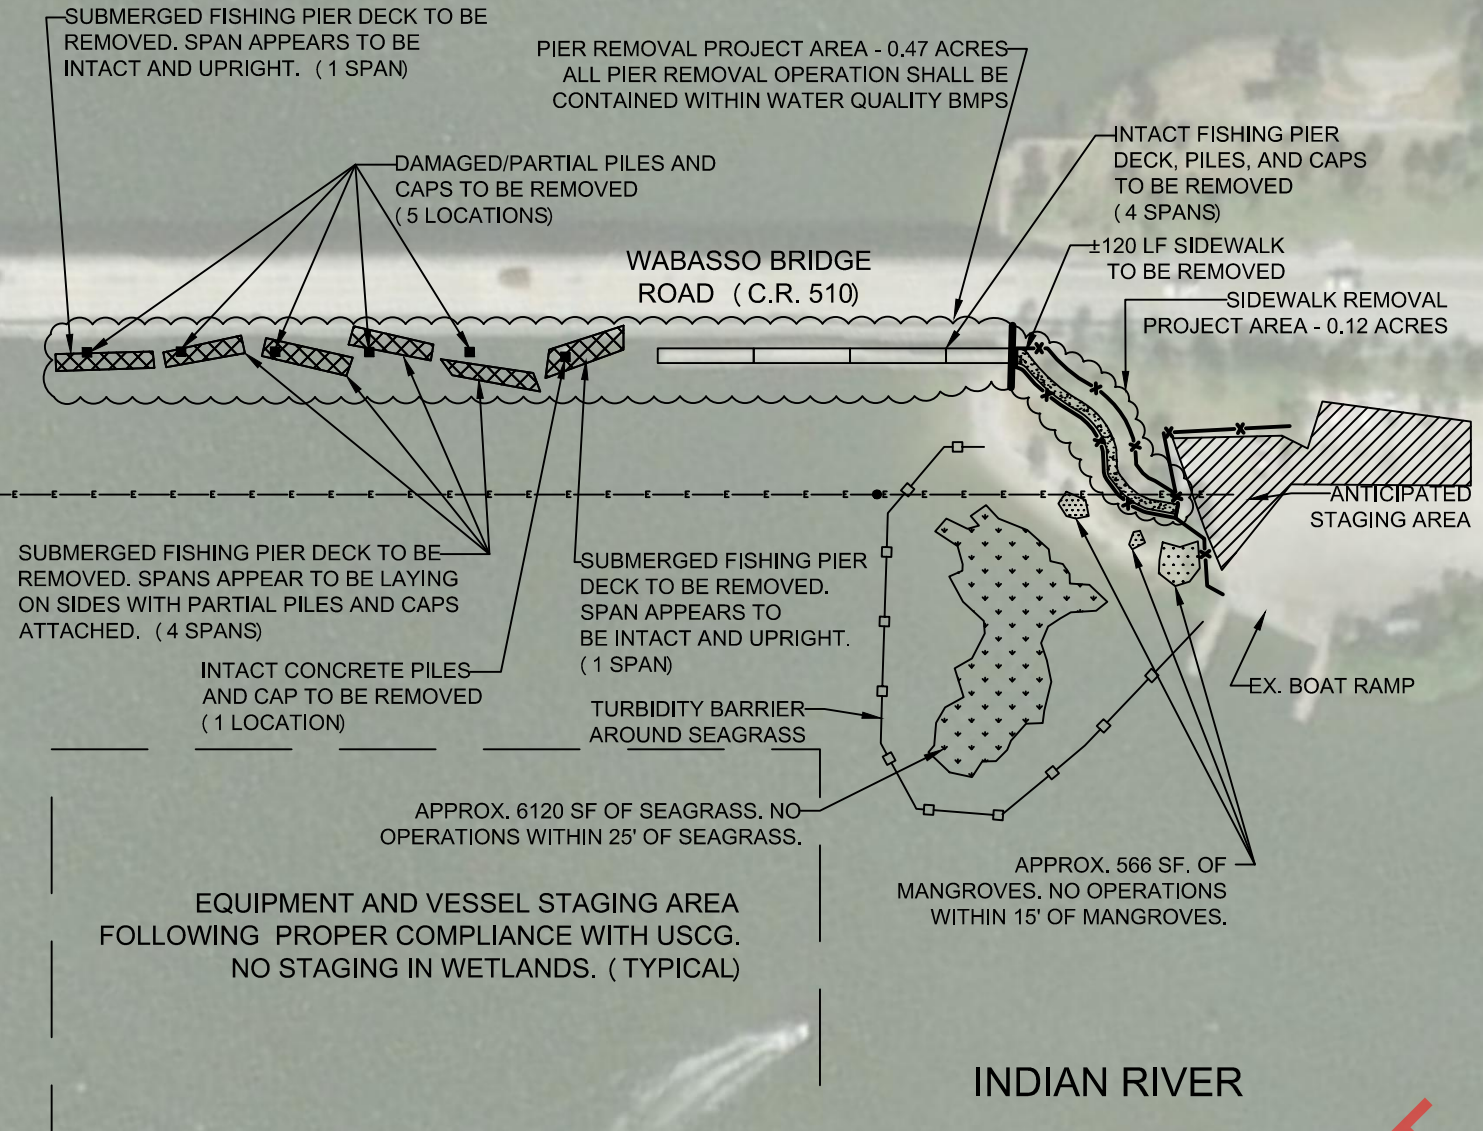 SUBMERGED FISHING PIER DECK TO BE
REMOVED. SPAN APPEARS TO BE
INTACT AND UPRIGHT. (1 SPAN)
PIER REMOVAL PROJECT AREA - 0.47 ACRES
ALL PIER REMOVAL OPERATION SHALL BE
CONTAINED WITHIN WATER QUALITY BMPS
INTACT FISHING PIER
DECK, PILES, AND CAPS
TO BE REMOVED
(4 SPANS)
DAMAGED/PARTIAL PILES AND
CAPS TO BE REMOVED
(5 LOCATIONS)
±120 LF SIDEWALK
TO BE REMOVED
WABASSO BRIDGE
ROAD (C.R. 510)
SIDEWALK REMOVAL
PROJECT AREA - 0.12 ACRES
ANTICIPATED
STAGING AREA
SUBMERGED FISHING PIER DECK TO BE
REMOVED. SPANS APPEAR TO BE LAYING
ON SIDES WITH PARTIAL PILES AND CAPS
ATTACHED. (4 SPANS)
SUBMERGED FISHING PIER
DECK TO BE REMOVED.
SPAN APPEARS TO
BE INTACT AND UPRIGHT.
(1 SPAN)
INTACT CONCRETE PILES
AND CAP TO BE REMOVED
(1 LOCATION)
EX. BOAT RAMP
TURBIDITY BARRIER
AROUND SEAGRASS
APPROX. 6120 SF OF SEAGRASS. NO
OPERATIONS WITHIN 25' OF SEAGRASS.
APPROX. 566 SF. OF
MANGROVES. NO OPERATIONS
WITHIN 15' OF MANGROVES.
EQUIPMENT AND VESSEL STAGING AREA
FOLLOWING PROPER COMPLIANCE WITH USCG.
NO STAGING IN WETLANDS. (TYPICAL)
INDIAN RIVER